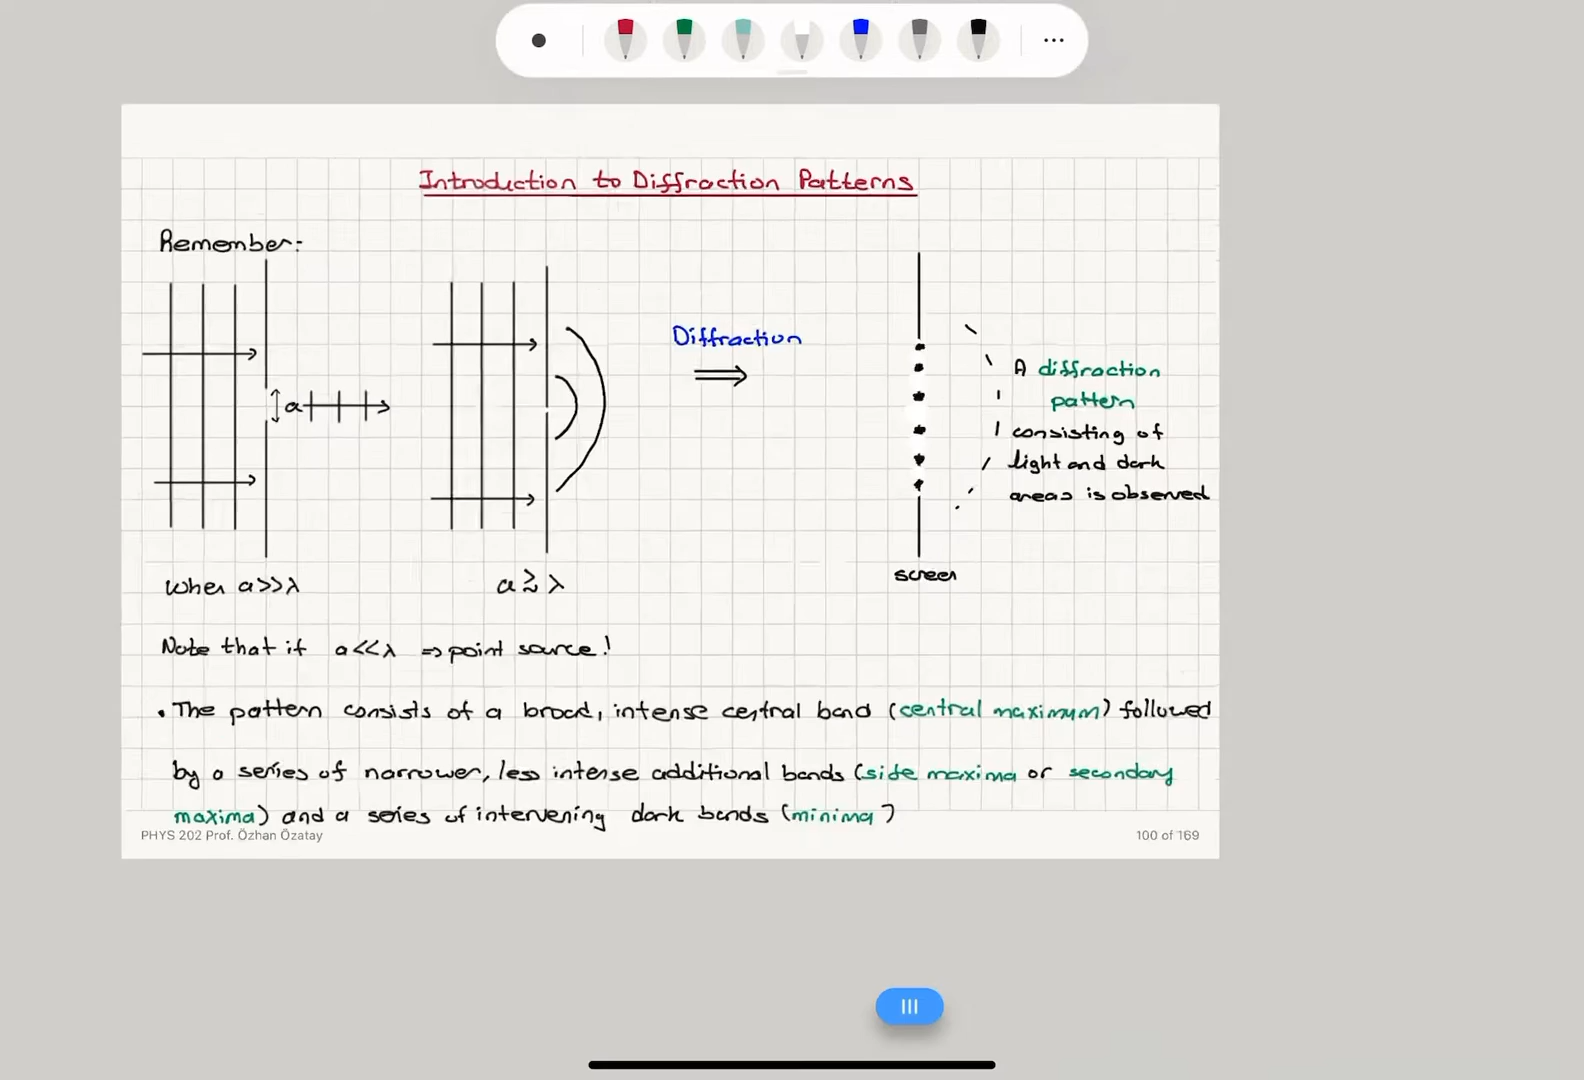 Introduction to Diffraction Patterns
Remember:
a
Diffraction
⇒
A diffraction
pattern
consisting of
light and dark
areas is observed
screen
when a>>λ
a ≳ λ
Note that if a<<λ ⇒ point source!
• The pattern consists of a broad, intense central band (central maximum) followed
by a series of narrower, less intense additional bands (side maxima or secondary
maxima) and a series of intervening dark bands (minima)
PHYS 202 Prof. Özhan Özatay
100 of 169